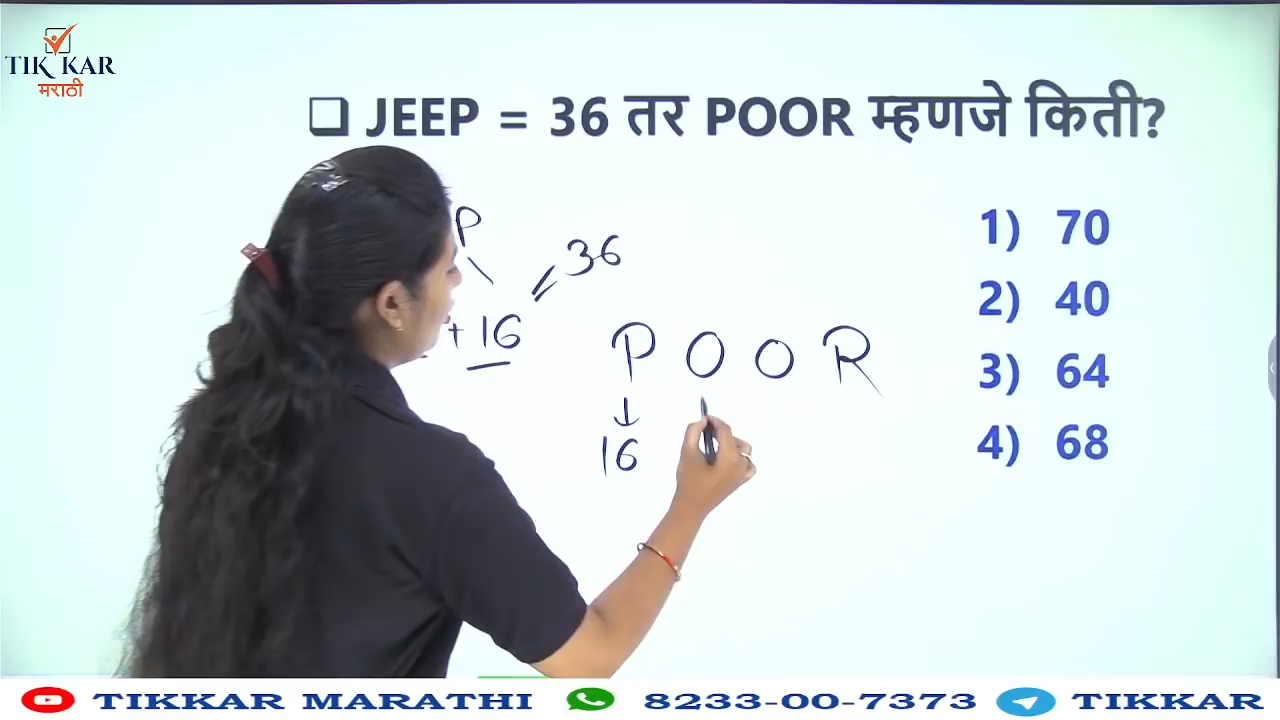 TIK KAR
मराठी
❑ JEEP = 36 तर POOR म्हणजे किती?
P
36
+ 16
P O O R
16
1) 70
2) 40
3) 64
4) 68
TIKKAR MARATHI 8233-00-7373 TIKKAR